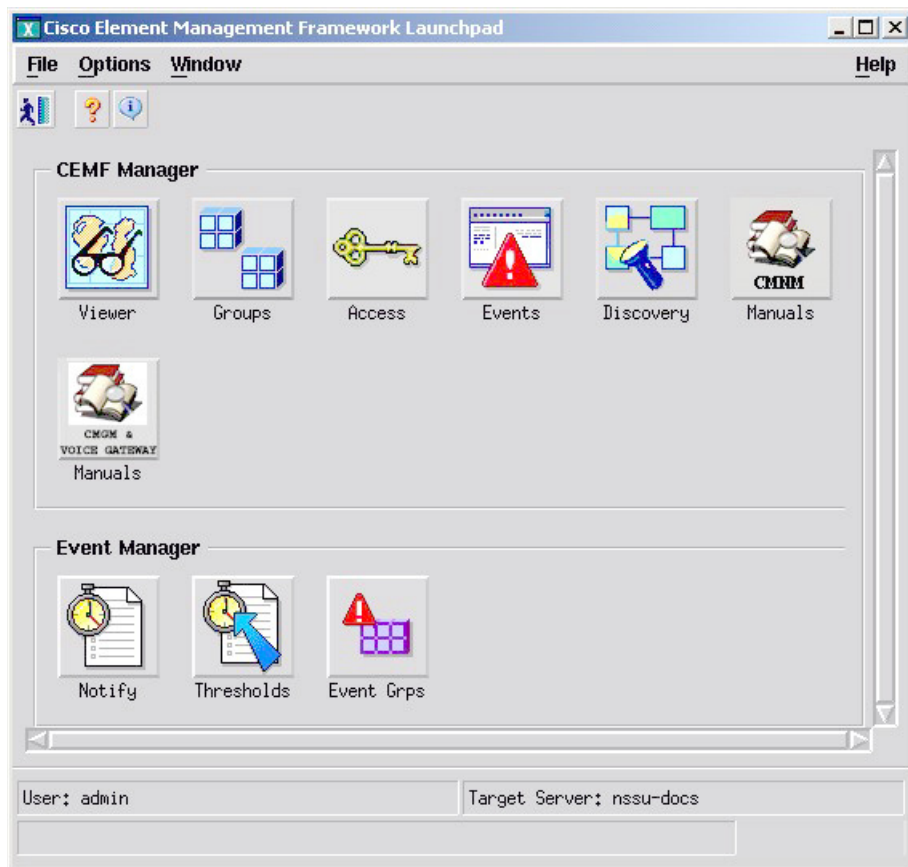 Cisco Element Management Framework Launchpad
File Options Window Help
CEMF Manager
Viewer Groups Access Events Discovery CMNM Manuals
CMGM &
VOICE GATEWAY
Manuals
Event Manager
Notify Thresholds Event Grps
User: admin Target Server: nssu-docs